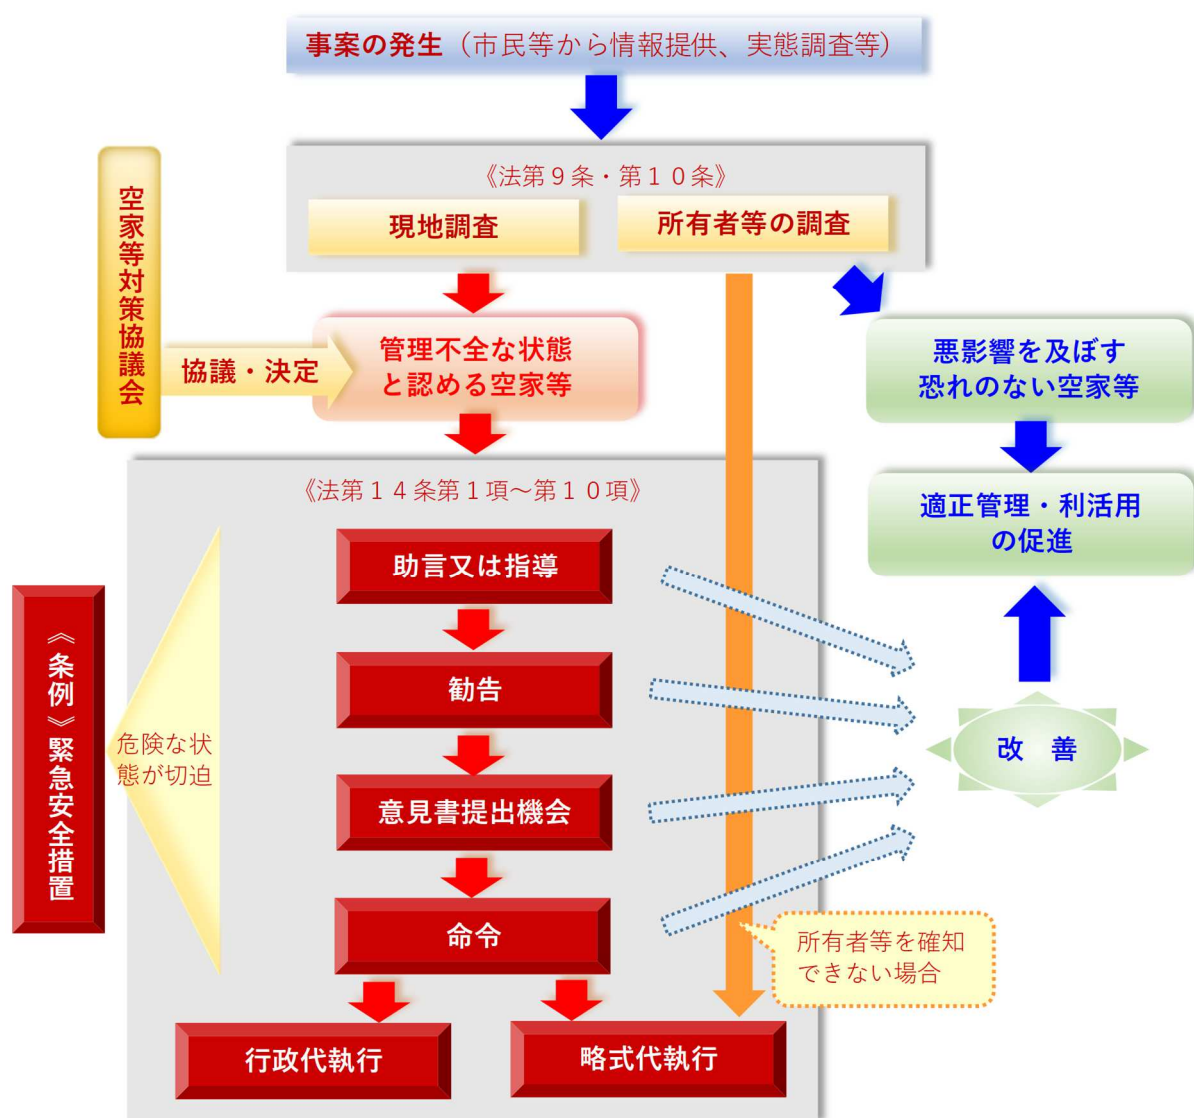 事案の発生（市民等から情報提供、実態調査等）
《法第９条・第１０条》
現地調査
所有者等の調査
空家等対策協議会
協議・決定
管理不全な状態
と認める空家等
悪影響を及ぼす
恐れのない空家等
適正管理・利活用
の促進
《法第１４条第１項～第１０項》
助言又は指導
勧告
意見書提出機会
命令
行政代執行
略式代執行
危険な状
態が切迫
《条例》緊急安全措置
改　善
所有者等を確知
できない場合